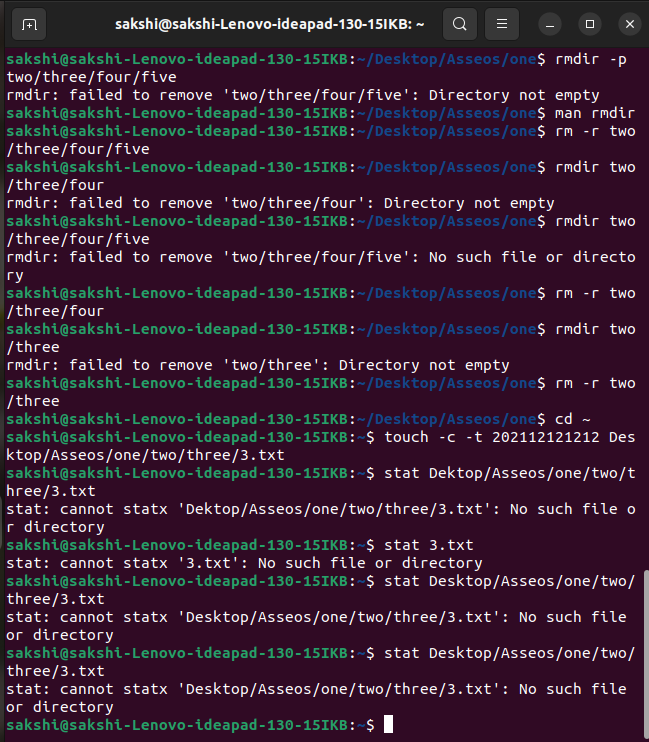 sakshi@sakshi-Lenovo-ideapad-130-15IKB: ~
sakshi@sakshi-Lenovo-ideapad-130-15IKB:~/Desktop/Asseos/one$ rmdir -p
two/three/four/five
rmdir: failed to remove 'two/three/four/five': Directory not empty
sakshi@sakshi-Lenovo-ideapad-130-15IKB:~/Desktop/Asseos/one$ man rmdir
sakshi@sakshi-Lenovo-ideapad-130-15IKB:~/Desktop/Asseos/one$ rm -r two
/three/four/five
sakshi@sakshi-Lenovo-ideapad-130-15IKB:~/Desktop/Asseos/one$ rmdir two
/three/four
rmdir: failed to remove 'two/three/four': Directory not empty
sakshi@sakshi-Lenovo-ideapad-130-15IKB:~/Desktop/Asseos/one$ rmdir two
/three/four/five
rmdir: failed to remove 'two/three/four/five': No such file or directo
ry
sakshi@sakshi-Lenovo-ideapad-130-15IKB:~/Desktop/Asseos/one$ rm -r two
/three/four
sakshi@sakshi-Lenovo-ideapad-130-15IKB:~/Desktop/Asseos/one$ rmdir two
/three
rmdir: failed to remove 'two/three': Directory not empty
sakshi@sakshi-Lenovo-ideapad-130-15IKB:~/Desktop/Asseos/one$ rm -r two
/three
sakshi@sakshi-Lenovo-ideapad-130-15IKB:~/Desktop/Asseos/one$ cd ~
sakshi@sakshi-Lenovo-ideapad-130-15IKB:~$ touch -c -t 202112121212 Des
ktop/Asseos/one/two/three/3.txt
sakshi@sakshi-Lenovo-ideapad-130-15IKB:~$ stat Dektop/Asseos/one/two/t
hree/3.txt
stat: cannot statx 'Dektop/Asseos/one/two/three/3.txt': No such file o
r directory
sakshi@sakshi-Lenovo-ideapad-130-15IKB:~$ stat 3.txt
stat: cannot statx '3.txt': No such file or directory
sakshi@sakshi-Lenovo-ideapad-130-15IKB:~$ stat Desktop/Asseos/one/two/
three/3.txt
stat: cannot statx 'Desktop/Asseos/one/two/three/3.txt': No such file
or directory
sakshi@sakshi-Lenovo-ideapad-130-15IKB:~$ stat Desktop/Asseos/one/two/
three/3.txt
stat: cannot statx 'Desktop/Asseos/one/two/three/3.txt': No such file
or directory
sakshi@sakshi-Lenovo-ideapad-130-15IKB:~$